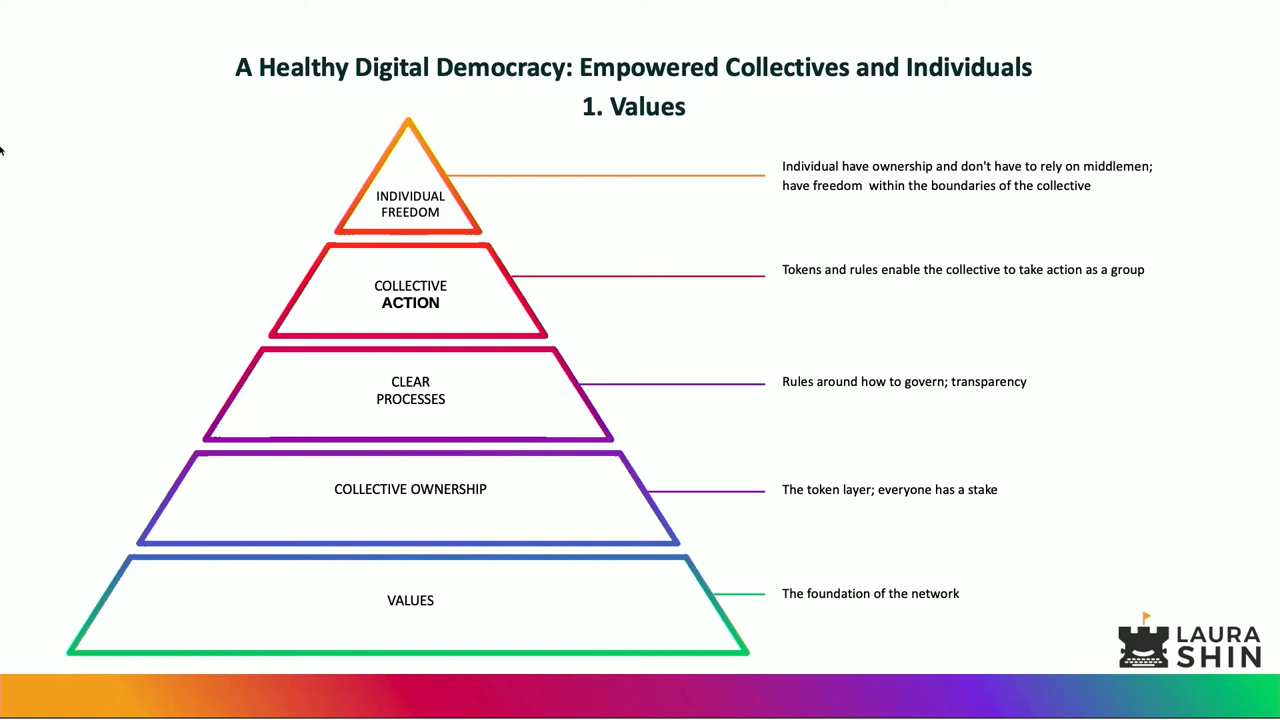 A Healthy Digital Democracy: Empowered Collectives and Individuals
1. Values
INDIVIDUAL
FREEDOM
Individual have ownership and don't have to rely on middlemen;
have freedom within the boundaries of the collective
COLLECTIVE
ACTION
Tokens and rules enable the collective to take action as a group
CLEAR
PROCESSES
Rules around how to govern; transparency
COLLECTIVE OWNERSHIP
The token layer; everyone has a stake
VALUES
The foundation of the network
LAURA
SHIN